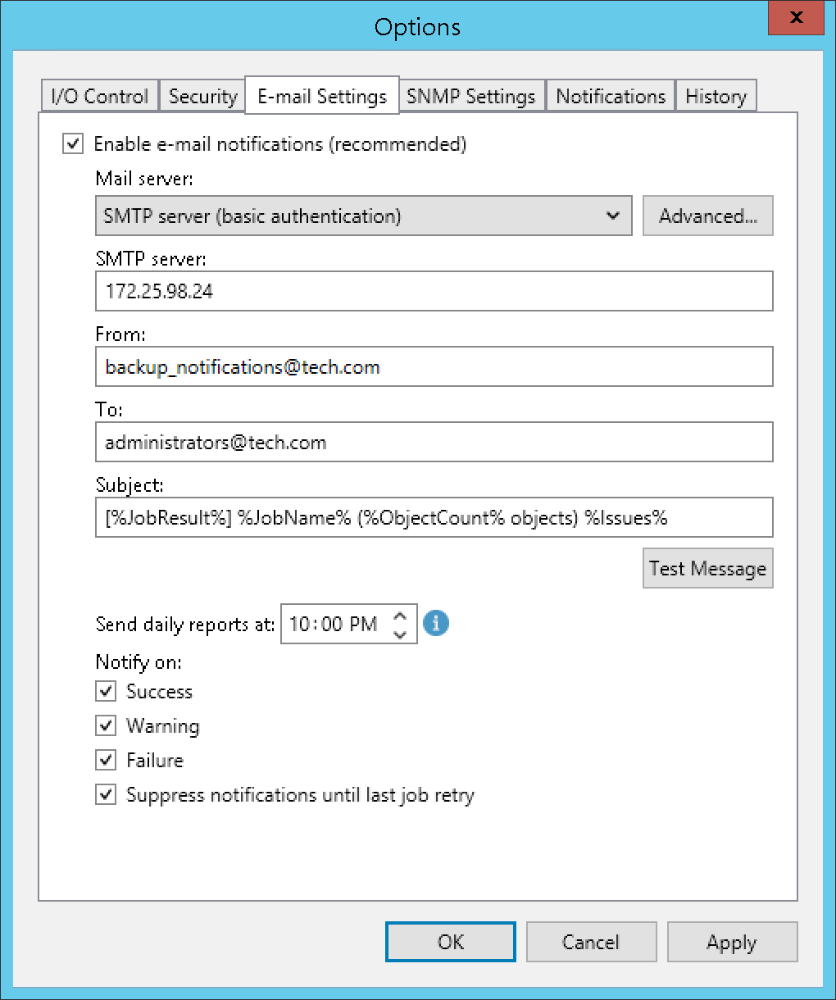 Options
x
I/O Control Security E-mail Settings SNMP Settings Notifications History
Enable e-mail notifications (recommended)
Mail server:
SMTP server (basic authentication) Advanced...
SMTP server:
172.25.98.24
From:
backup_notifications@tech.com
To:
administrators@tech.com
Subject:
[%JobResult%] %JobName% (%ObjectCount% objects) %Issues%
Test Message
Send daily reports at: 10:00 PM i
Notify on:
Success
Warning
Failure
Suppress notifications until last job retry
OK Cancel Apply